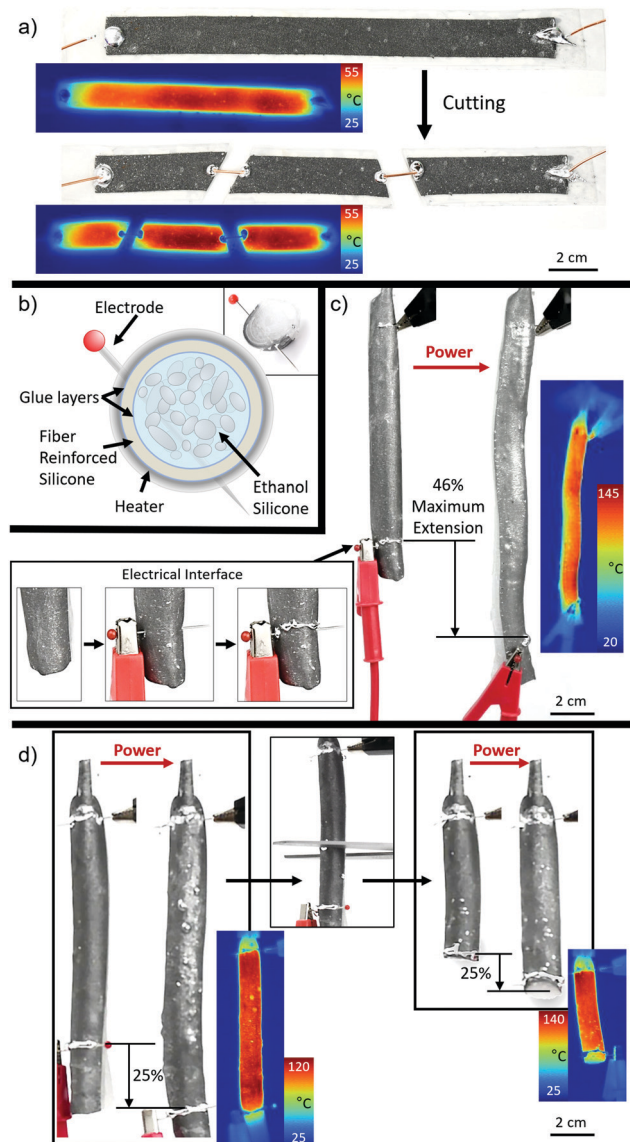 a)
55
°C
25
Cutting
55
°C
25
2 cm
b)
Electrode
Glue layers
Fiber
Reinforced
Silicone
Heater
Ethanol
Silicone
c)
Power
46%
Maximum
Extension
145
°C
20
2 cm
Electrical Interface
d)
Power
25%
120
°C
25
Power
25%
140
°C
25
2 cm